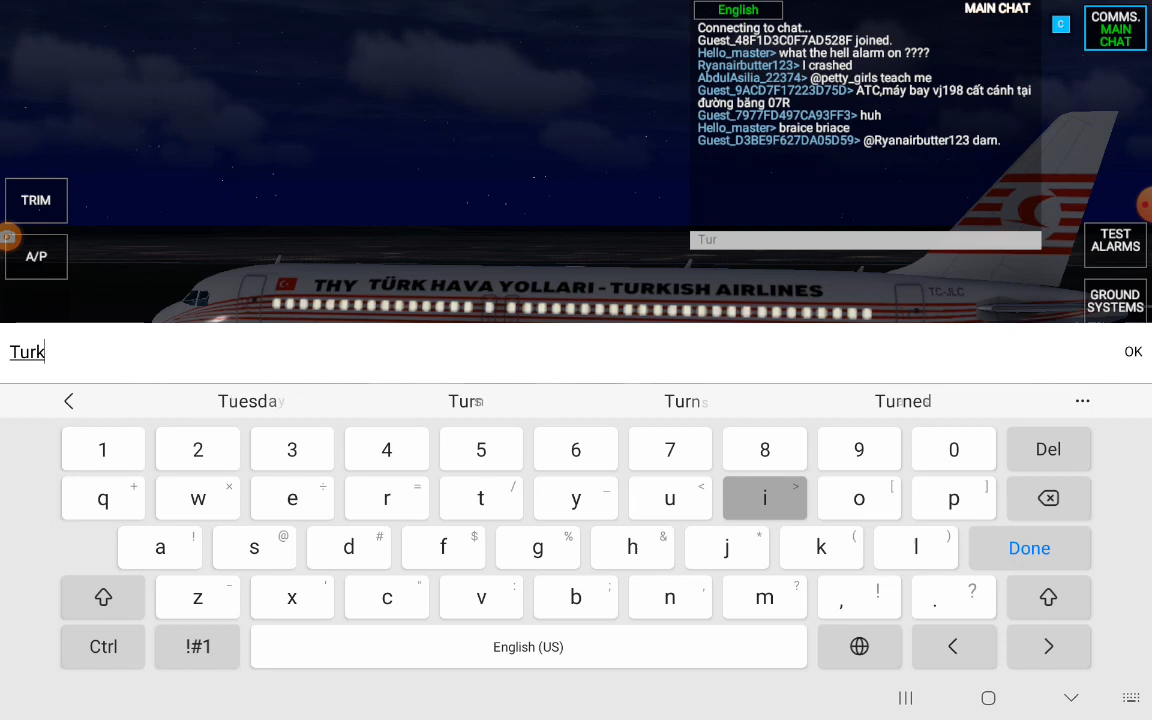 English
MAIN CHAT
C
COMMS.
MAIN
CHAT
Connecting to chat...
Guest_48F1D3C0F7AD528F joined.
Hello_master> what the hell alarm on ????
Ryanairbutter123> I crashed
AbdulAsilia_22374> @petty_girls teach me
Guest_9ACD7F17223D75D> ATC,máy bay vj198 cất cánh tại
đường băng 07R
Guest_7977FD497CA93FF3> huh
Hello_master> braice briace
Guest_D3BE9F627DA05D59> @Ryanairbutter123 darn.
Tur
TRIM
A/P
TEST
ALARMS
GROUND
SYSTEMS
THY TÜRK HAVA YOLLARI - TURKISH AIRLINES
TC-JLC
Turk
OK
Tuesday Turn Turns Turned
1 2 3 4 5 6 7 8 9 0 Del
q + w × e ÷ r = t / y _ u < i > o [ p ]
a ! s @ d # f $ g % h & j * k ( l ) Done
z - x ' c " v : b ; n , m ? , ! . ?
Ctrl !#1 English (US) < >